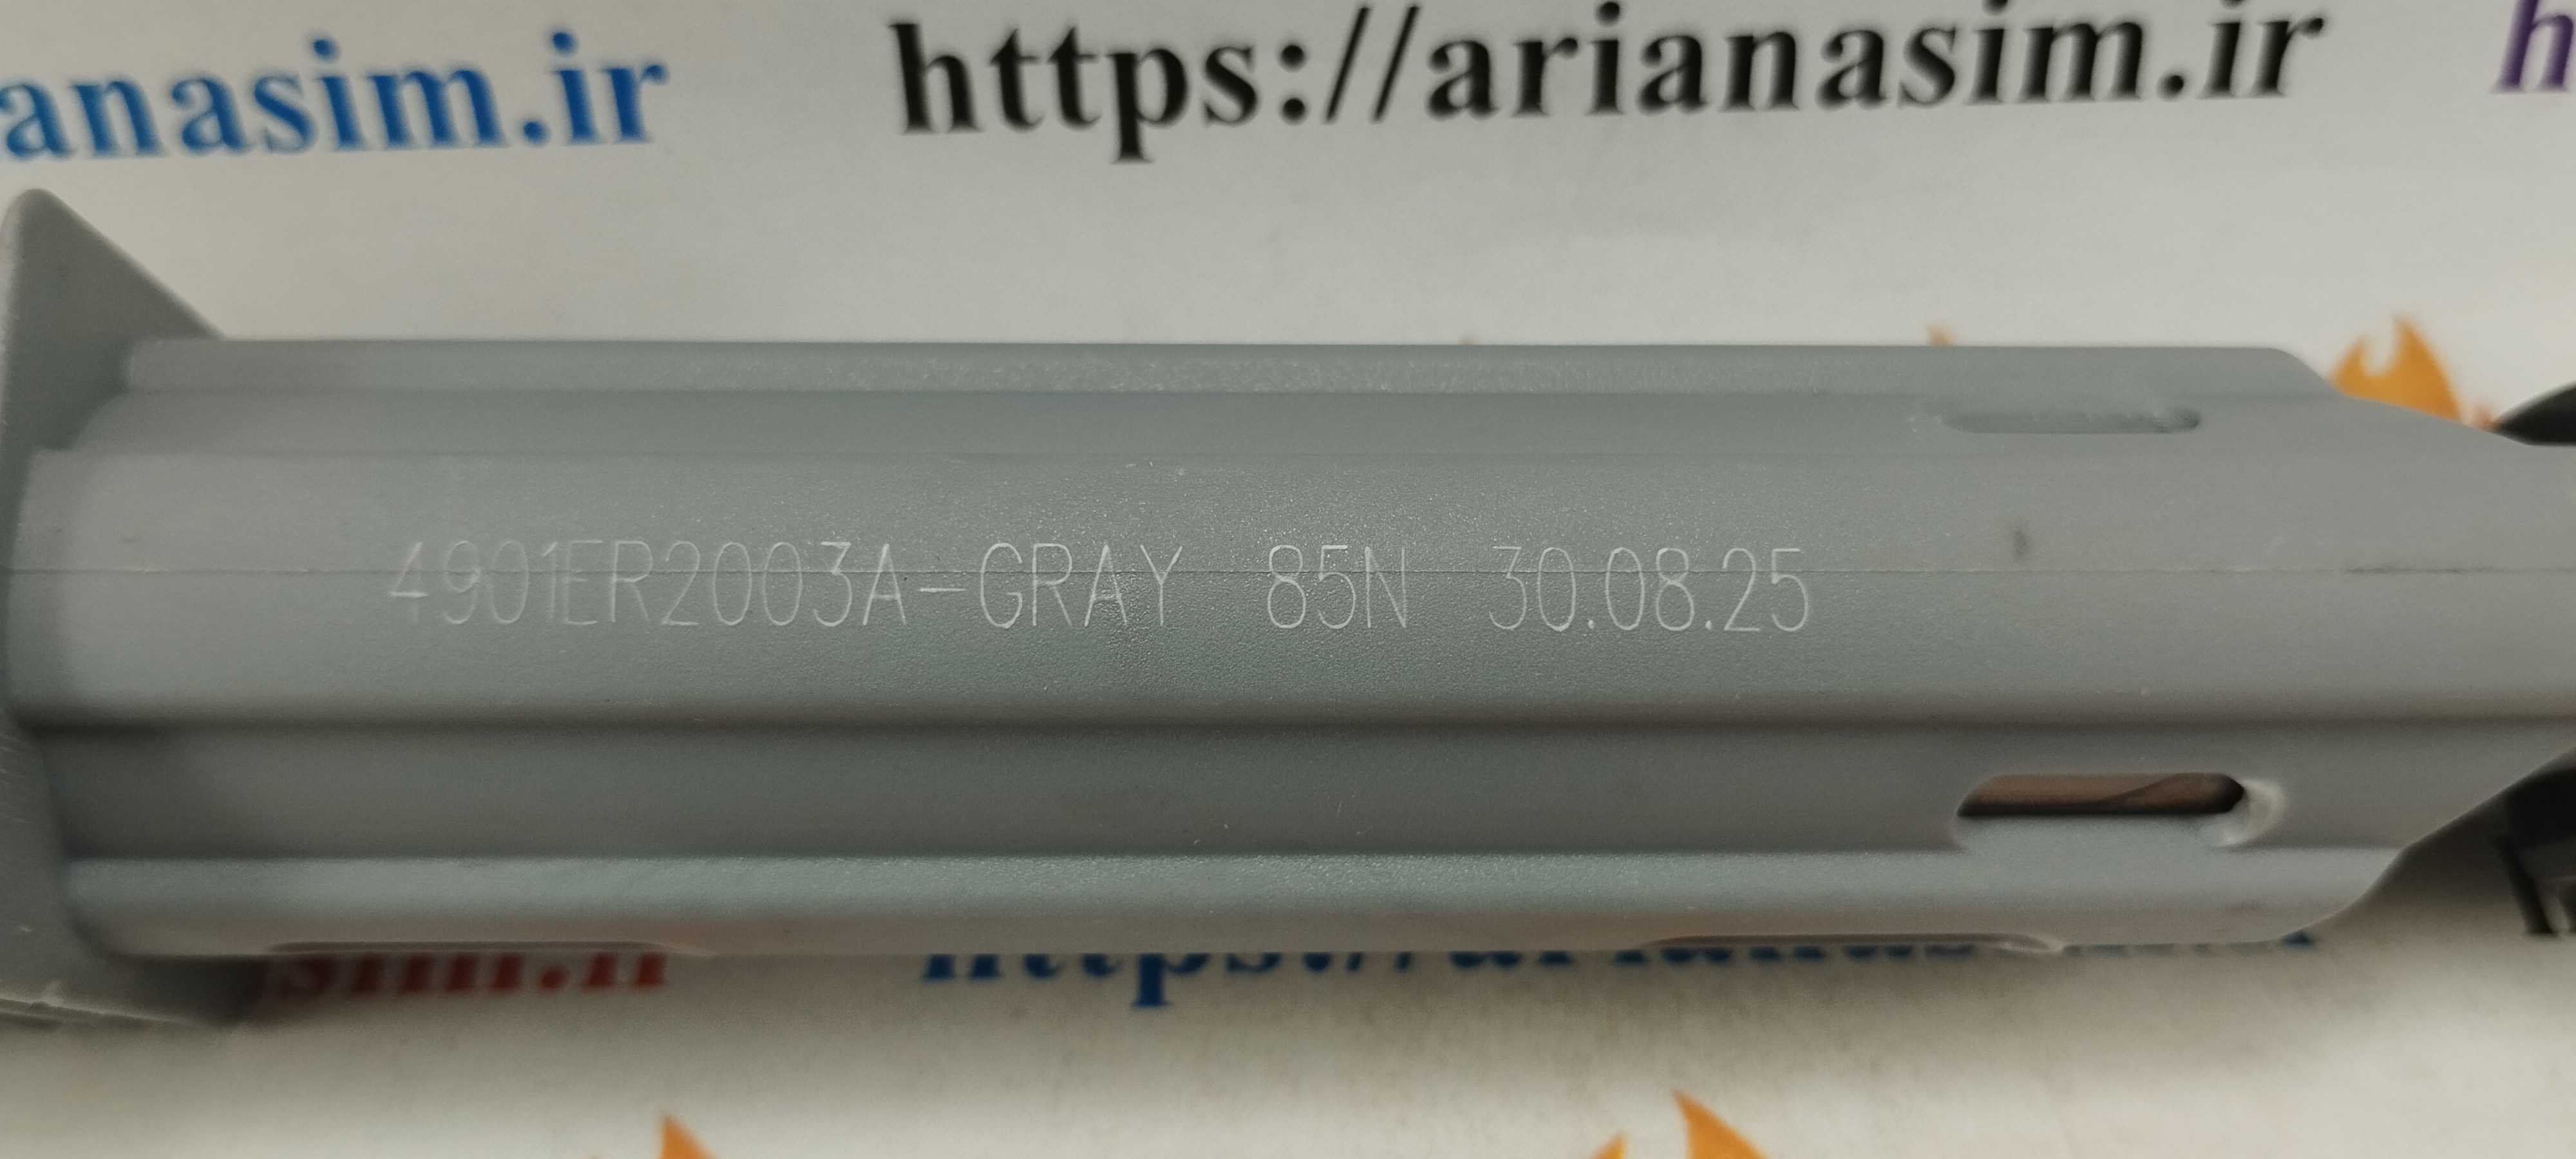 anasim.ir https://arianasim.ir h
4901ER2003A-GRAY 85N 30.08.25